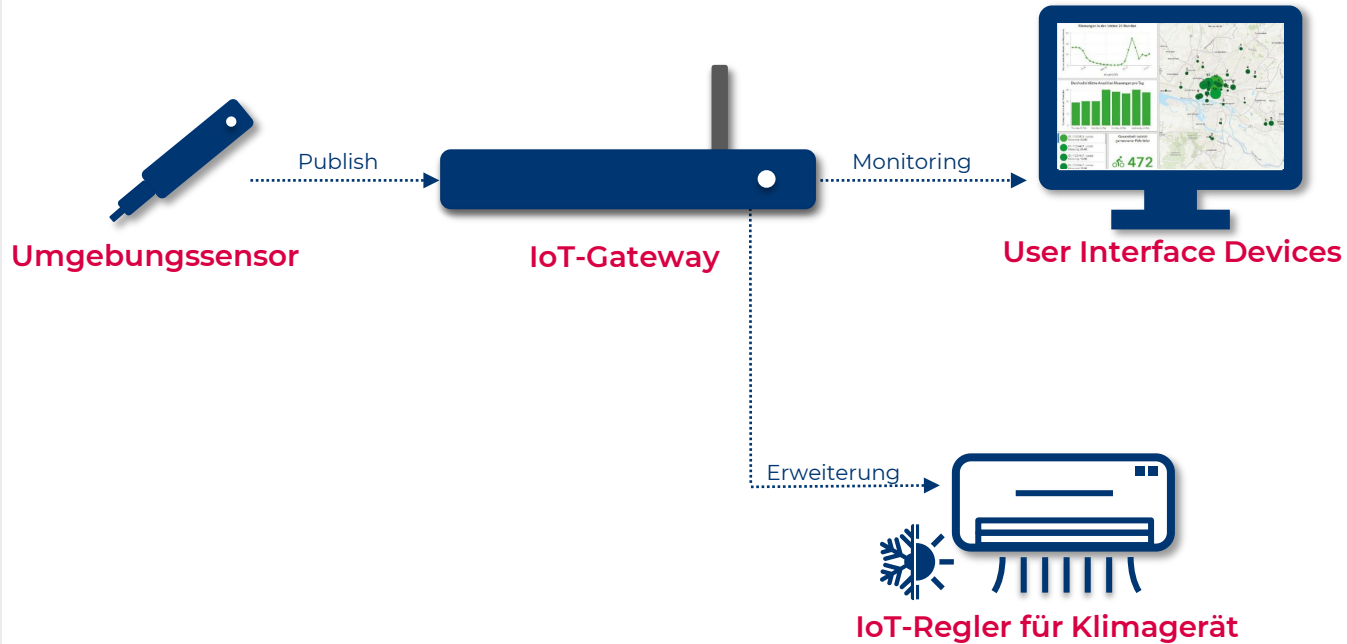 Publish
Monitoring
Umgebungssensor
IoT-Gateway
User Interface Devices
472
Erweiterung
IoT-Regler für Klimagerät